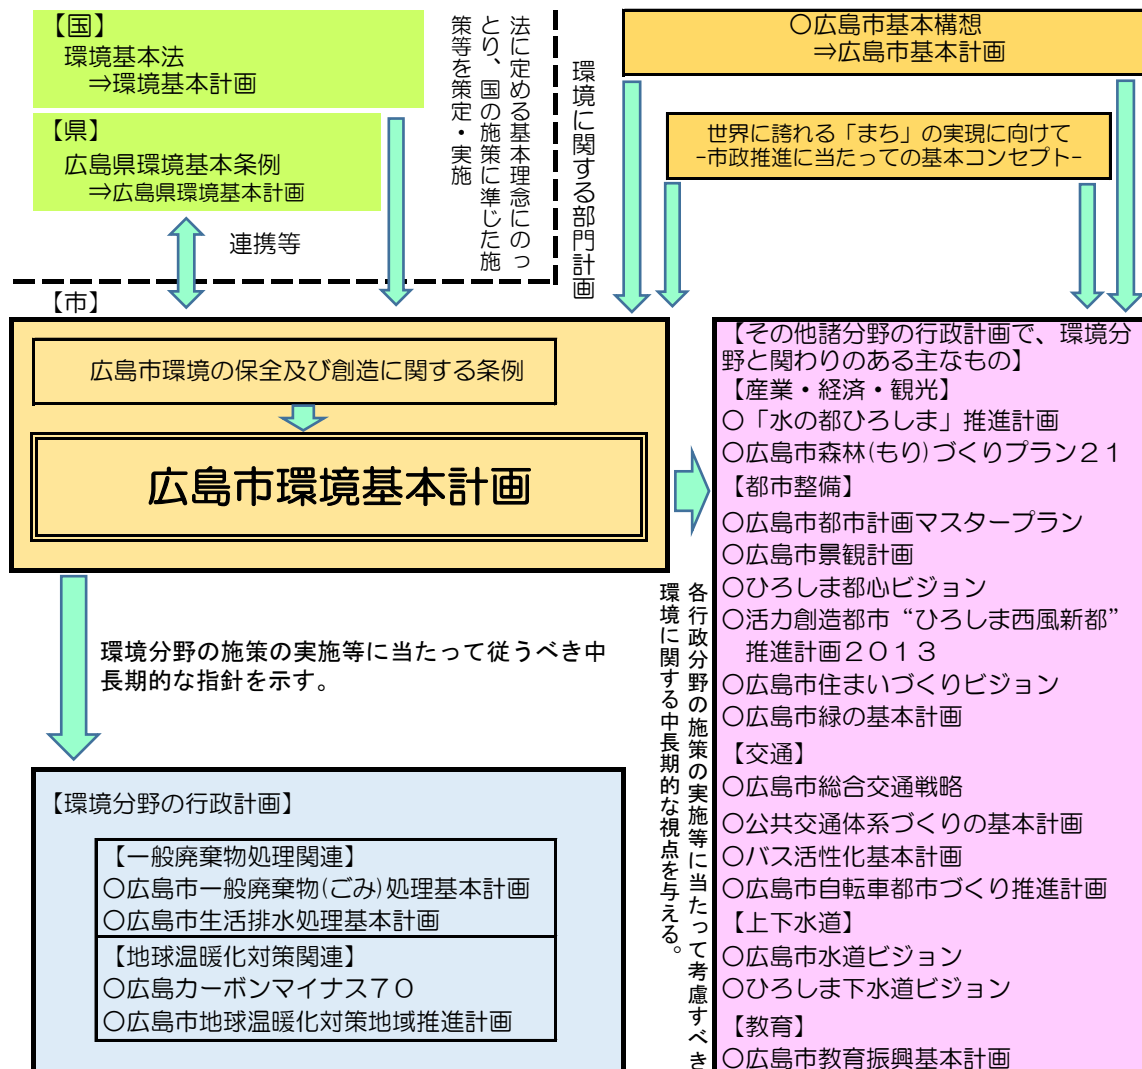 【国】
環境基本法
⇒環境基本計画
【県】
広島県環境基本条例
⇒広島県環境基本計画
連携等
法に定める基本理念にのっ
とり、国の施策に準じた施
策等を策定・実施
環境に関する部門計画
〇広島市基本構想
⇒広島市基本計画
世界に誇れる「まち」の実現に向けて
-市政推進に当たっての基本コンセプト-
【市】
広島市環境の保全及び創造に関する条例
広島市環境基本計画
環境分野の施策の実施等に当たって従うべき中
長期的な指針を示す。
各行政分野の施策の実施等に当たって考慮すべき
環境に関する中長期的な視点を与える。
【環境分野の行政計画】
【一般廃棄物処理関連】
〇広島市一般廃棄物(ごみ)処理基本計画
〇広島市生活排水処理基本計画
【地球温暖化対策関連】
〇広島カーボンマイナス７０
〇広島市地球温暖化対策地域推進計画
【その他諸分野の行政計画で、環境分
野と関わりのある主なもの】
【産業・経済・観光】
〇「水の都ひろしま」推進計画
〇広島市森林(もり)づくりプラン２１
【都市整備】
〇広島市都市計画マスタープラン
〇広島市景観計画
〇ひろしま都心ビジョン
〇活力創造都市“ひろしま西風新都”
推進計画２０１３
〇広島市住まいづくりビジョン
〇広島市緑の基本計画
【交通】
〇広島市総合交通戦略
〇公共交通体系づくりの基本計画
〇バス活性化基本計画
〇広島市自転車都市づくり推進計画
【上下水道】
〇広島市水道ビジョン
〇ひろしま下水道ビジョン
【教育】
〇広島市教育振興基本計画